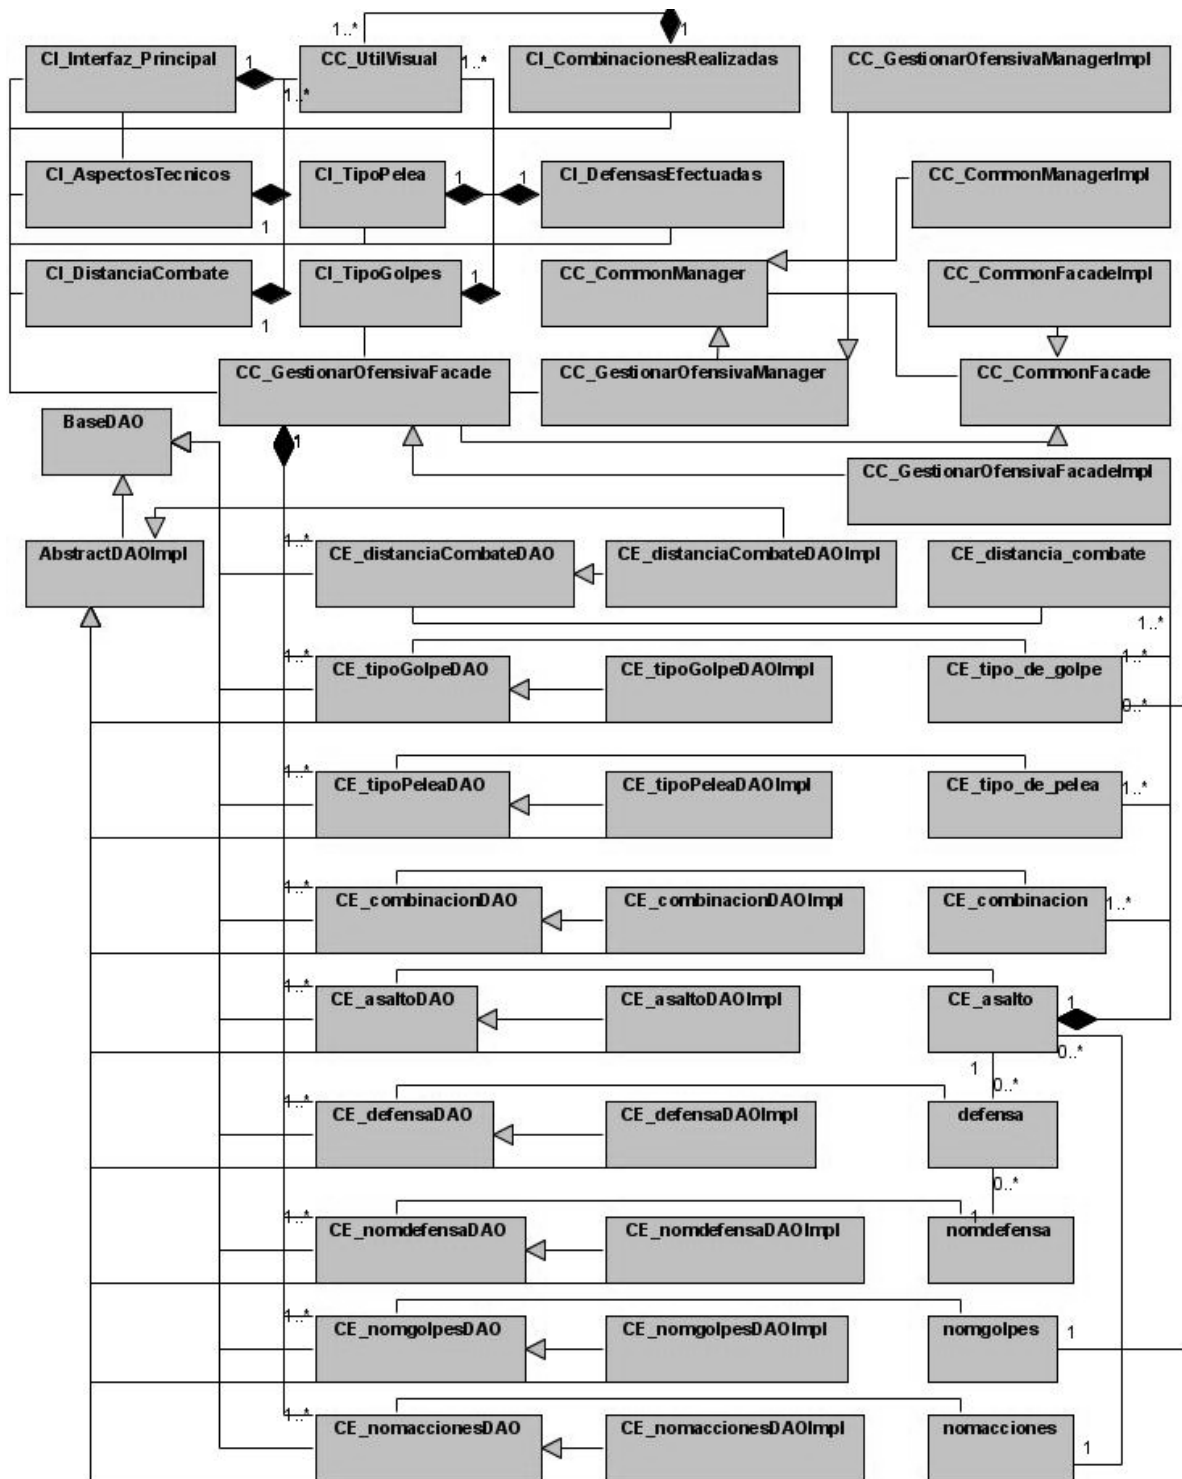 1..*
1
CI_Interfaz_Principal
1
CC_UtilVisual
1..*
CI_CombinacionesRealizadas
CC_GestionarOfensivaManagerImpl
1..*
CI_AspectosTecnicos
1
CI_TipoPelea
1
1
CI_DefensasEfectuadas
CC_CommonManagerImpl
CI_DistanciaCombate
1
CI_TipoGolpes
1
CC_CommonManager
CC_CommonFacadeImpl
CC_GestionarOfensivaFacade
CC_GestionarOfensivaManager
CC_CommonFacade
BaseDAO
1
CC_GestionarOfensivaFacadeImpl
AbstractDAOImpl
1..*
CE_distanciaCombateDAO
CE_distanciaCombateDAOImpl
CE_distancia_combate
1..*
1..*
CE_tipoGolpeDAO
CE_tipoGolpeDAOImpl
CE_tipo_de_golpe
1..*
0..*
1..*
CE_tipoPeleaDAO
CE_tipoPeleaDAOImpl
CE_tipo_de_pelea
1..*
1..*
CE_combinacionDAO
CE_combinacionDAOImpl
CE_combinacion
1..*
1..*
CE_asaltoDAO
CE_asaltoDAOImpl
CE_asalto
1
0..*
1
0..*
1..*
CE_defensaDAO
CE_defensaDAOImpl
defensa
0..*
1
1..*
CE_nomdefensaDAO
CE_nomdefensaDAOImpl
nomdefensa
1..*
CE_nomgolpesDAO
CE_nomgolpesDAOImpl
nomgolpes
1
1..*
CE_nomaccionesDAO
CE_nomaccionesDAOImpl
nomacciones
1